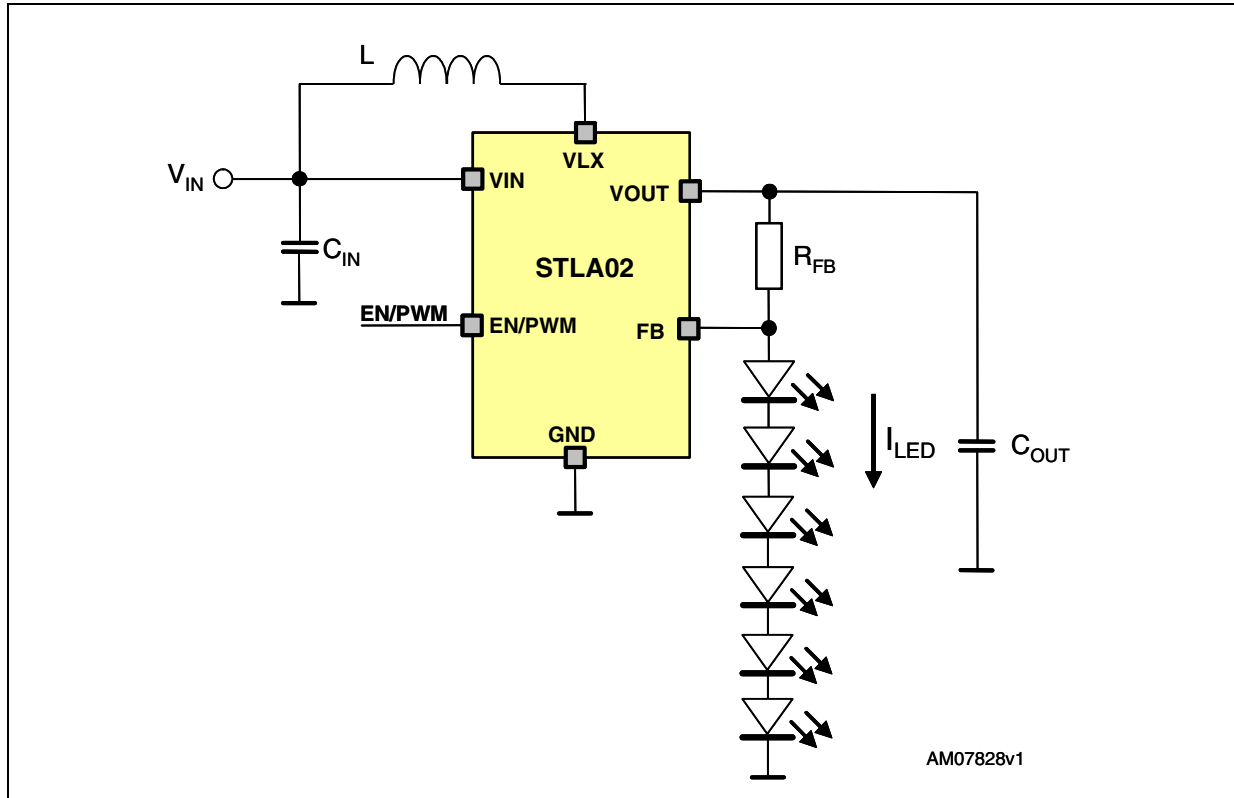 L
VLX
VIN
VIN
VOUT
CIN
STLA02
RFB
EN/PWM
EN/PWM
FB
GND
ILED
COUT
AM07828v1